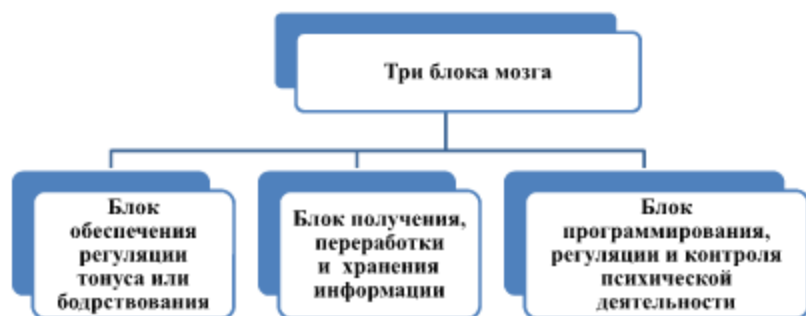 Три блока мозга
Блок
обеспечения
регуляции
тонуса или
бодрствования
Блок получения,
переработки
и хранения
информации
Блок
программирования,
регуляции и контроля
психической
деятельности